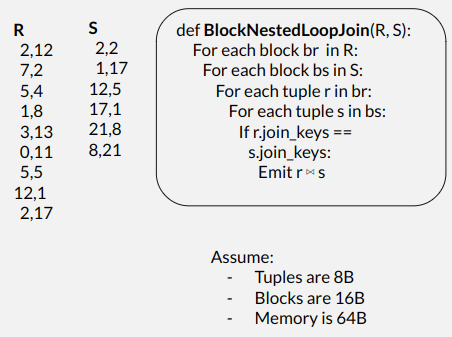 R
2,12
7,2
5,4
1,8
3,13
0,11
5,5
12,1
2,17
S
2,2
1,17
12,5
17,1
21,8
8,21
def BlockNestedLoopJoin(R, S):
For each block br in R:
For each block bs in S:
For each tuple r in br:
For each tuple s in bs:
If r.join_keys ==
s.join_keys:
Emit r ⋈ s
Assume:
- Tuples are 8B
- Blocks are 16B
- Memory is 64B